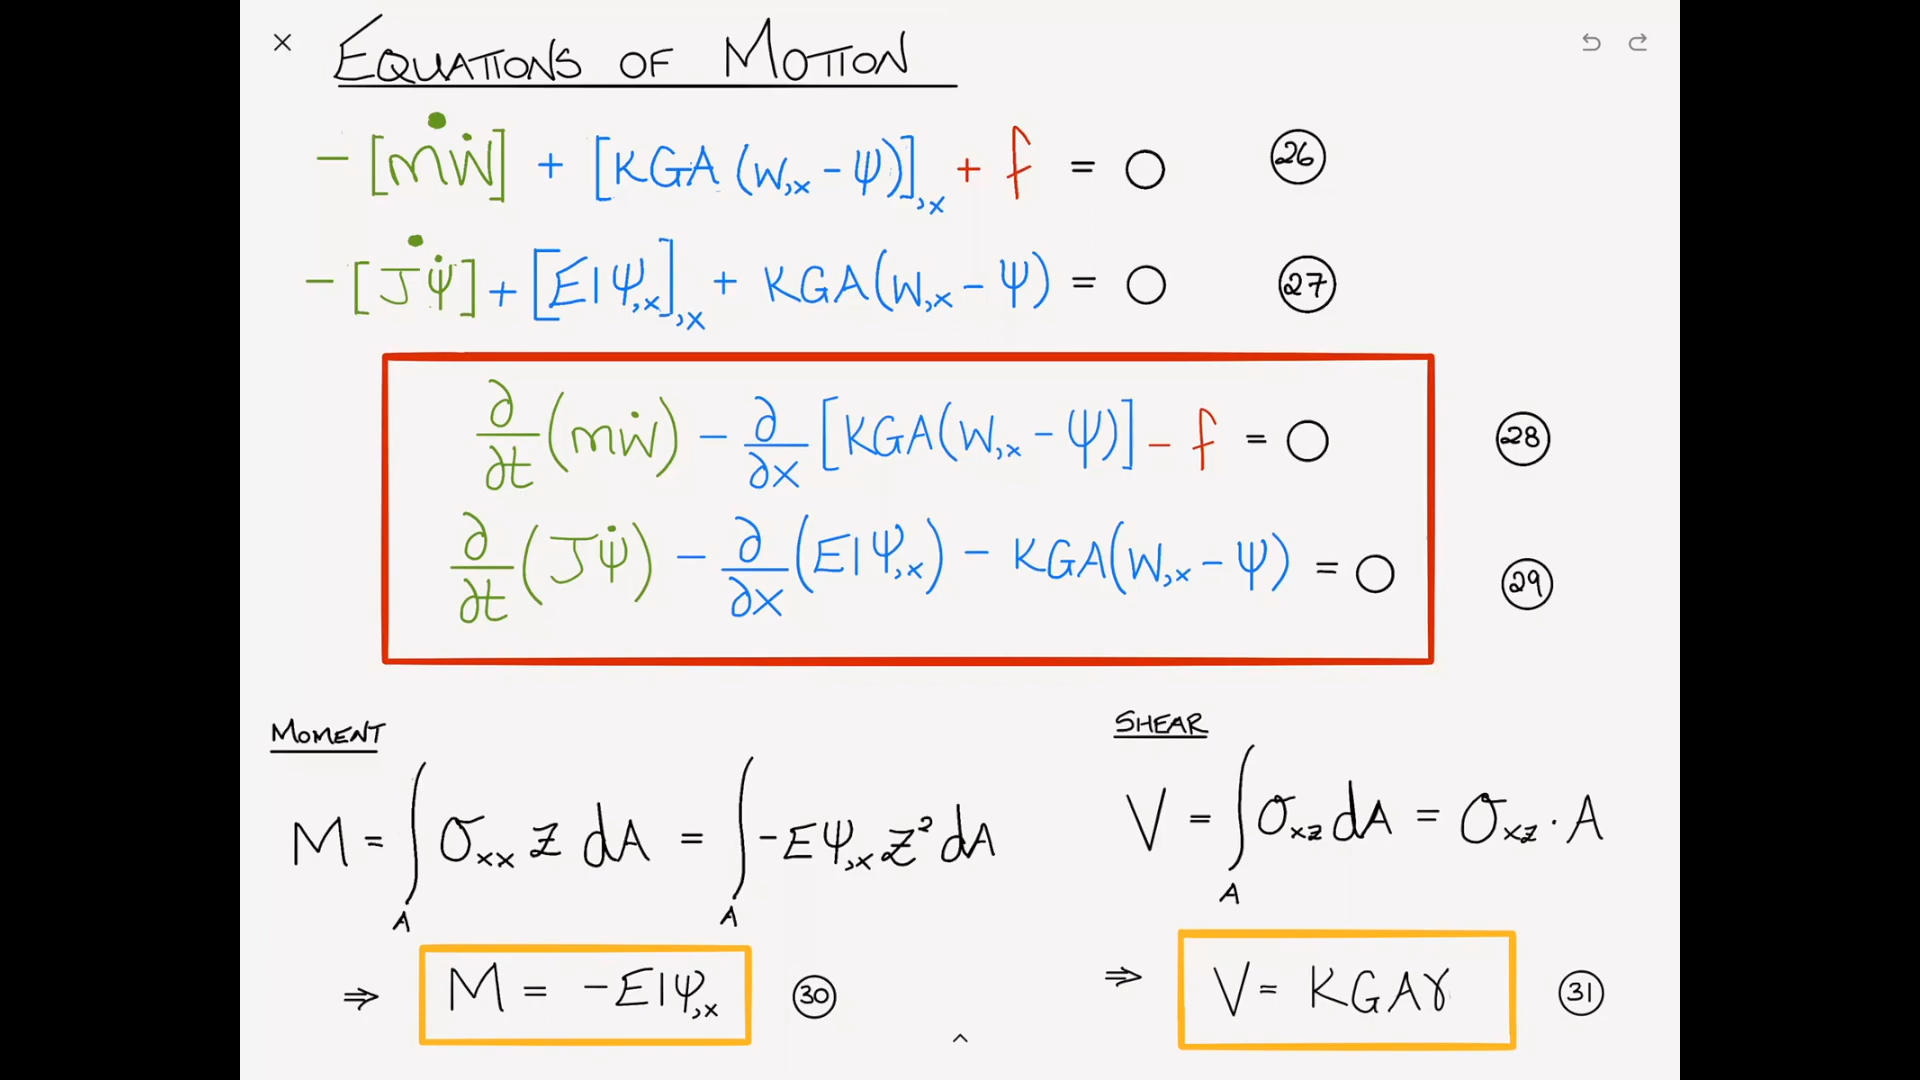 EQUATIONS OF MOTION
- [mẇ]˙ + [KGA (w,x - ψ)],x + f = 0 (26)
- [Jψ̇]˙ + [EIψ,x],x + KGA(w,x - ψ) = 0 (27)
∂/∂t (mẇ) - ∂/∂x [KGA(w,x - ψ)] - f = 0 (28)
∂/∂t (Jψ̇) - ∂/∂x (EIψ,x) - KGA(w,x - ψ) = 0 (29)
MOMENT
M = ∫A σxx z dA = ∫A -Eψ,x z² dA
⇒ M = -EIψ,x (30)
SHEAR
V = ∫A σxz dA = σxz · A
⇒ V = KGAγ (31)